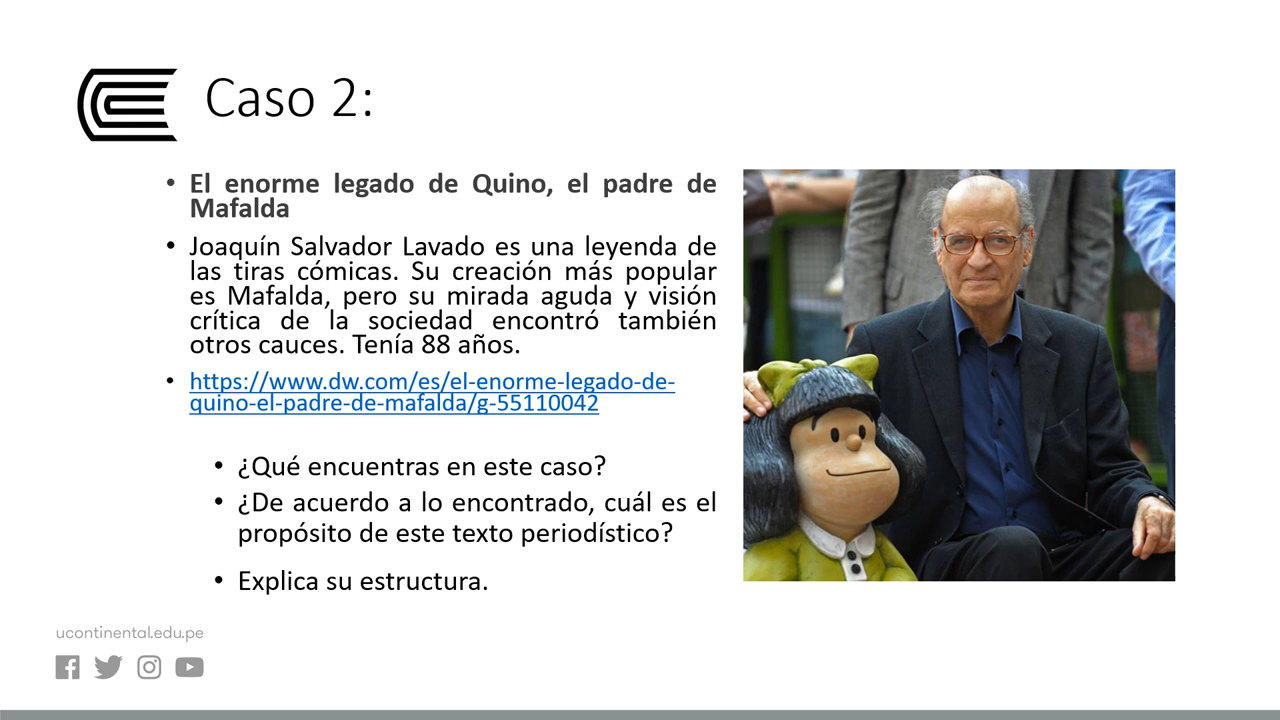 Caso 2:
• El enorme legado de Quino, el padre de
Mafalda
• Joaquín Salvador Lavado es una leyenda de
las tiras cómicas. Su creación más popular
es Mafalda, pero su mirada aguda y visión
crítica de la sociedad encontró también
otros cauces. Tenía 88 años.
• https://www.dw.com/es/el-enorme-legado-de-
quino-el-padre-de-mafalda/g-55110042
• ¿Qué encuentras en este caso?
• ¿De acuerdo a lo encontrado, cuál es el
propósito de este texto periodístico?
• Explica su estructura.
ucontinental.edu.pe